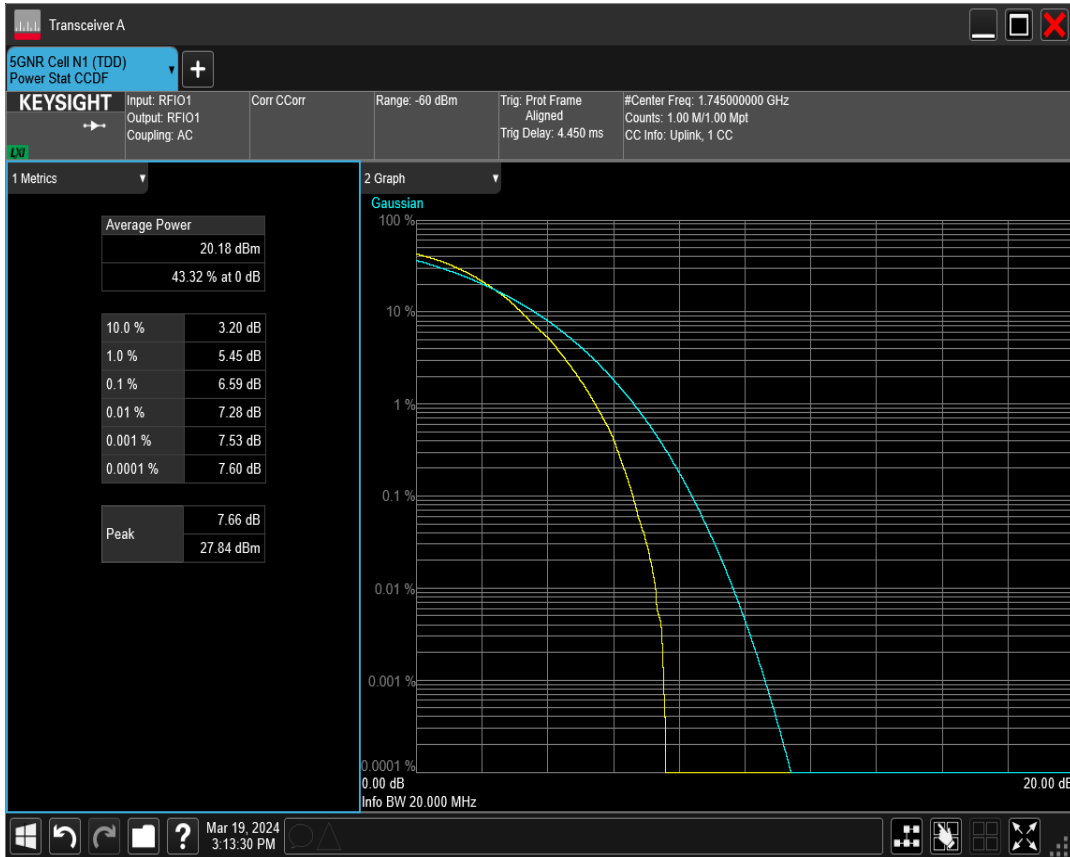 Transceiver A
5GNR Cell N1 (TDD)
Power Stat CCDF
KEYSIGHT
LXI
Input: RFIO1
Output: RFIO1
Coupling: AC
Corr CCorr
Range: -60 dBm
Trig: Prot Frame
Aligned
Trig Delay: 4.450 ms
#Center Freq: 1.745000000 GHz
Counts: 1.00 M/1.00 Mpt
CC Info: Uplink, 1 CC
1 Metrics
Average Power
20.18 dBm
43.32 % at 0 dB
10.0 % 3.20 dB
1.0 % 5.45 dB
0.1 % 6.59 dB
0.01 % 7.28 dB
0.001 % 7.53 dB
0.0001 % 7.60 dB
Peak
7.66 dB
27.84 dBm
2 Graph
Gaussian
100 %
10 %
1 %
0.1 %
0.01 %
0.001 %
0.0001 %
0.00 dB 20.00 dB
Info BW 20.000 MHz
?
Mar 19, 2024
3:13:30 PM